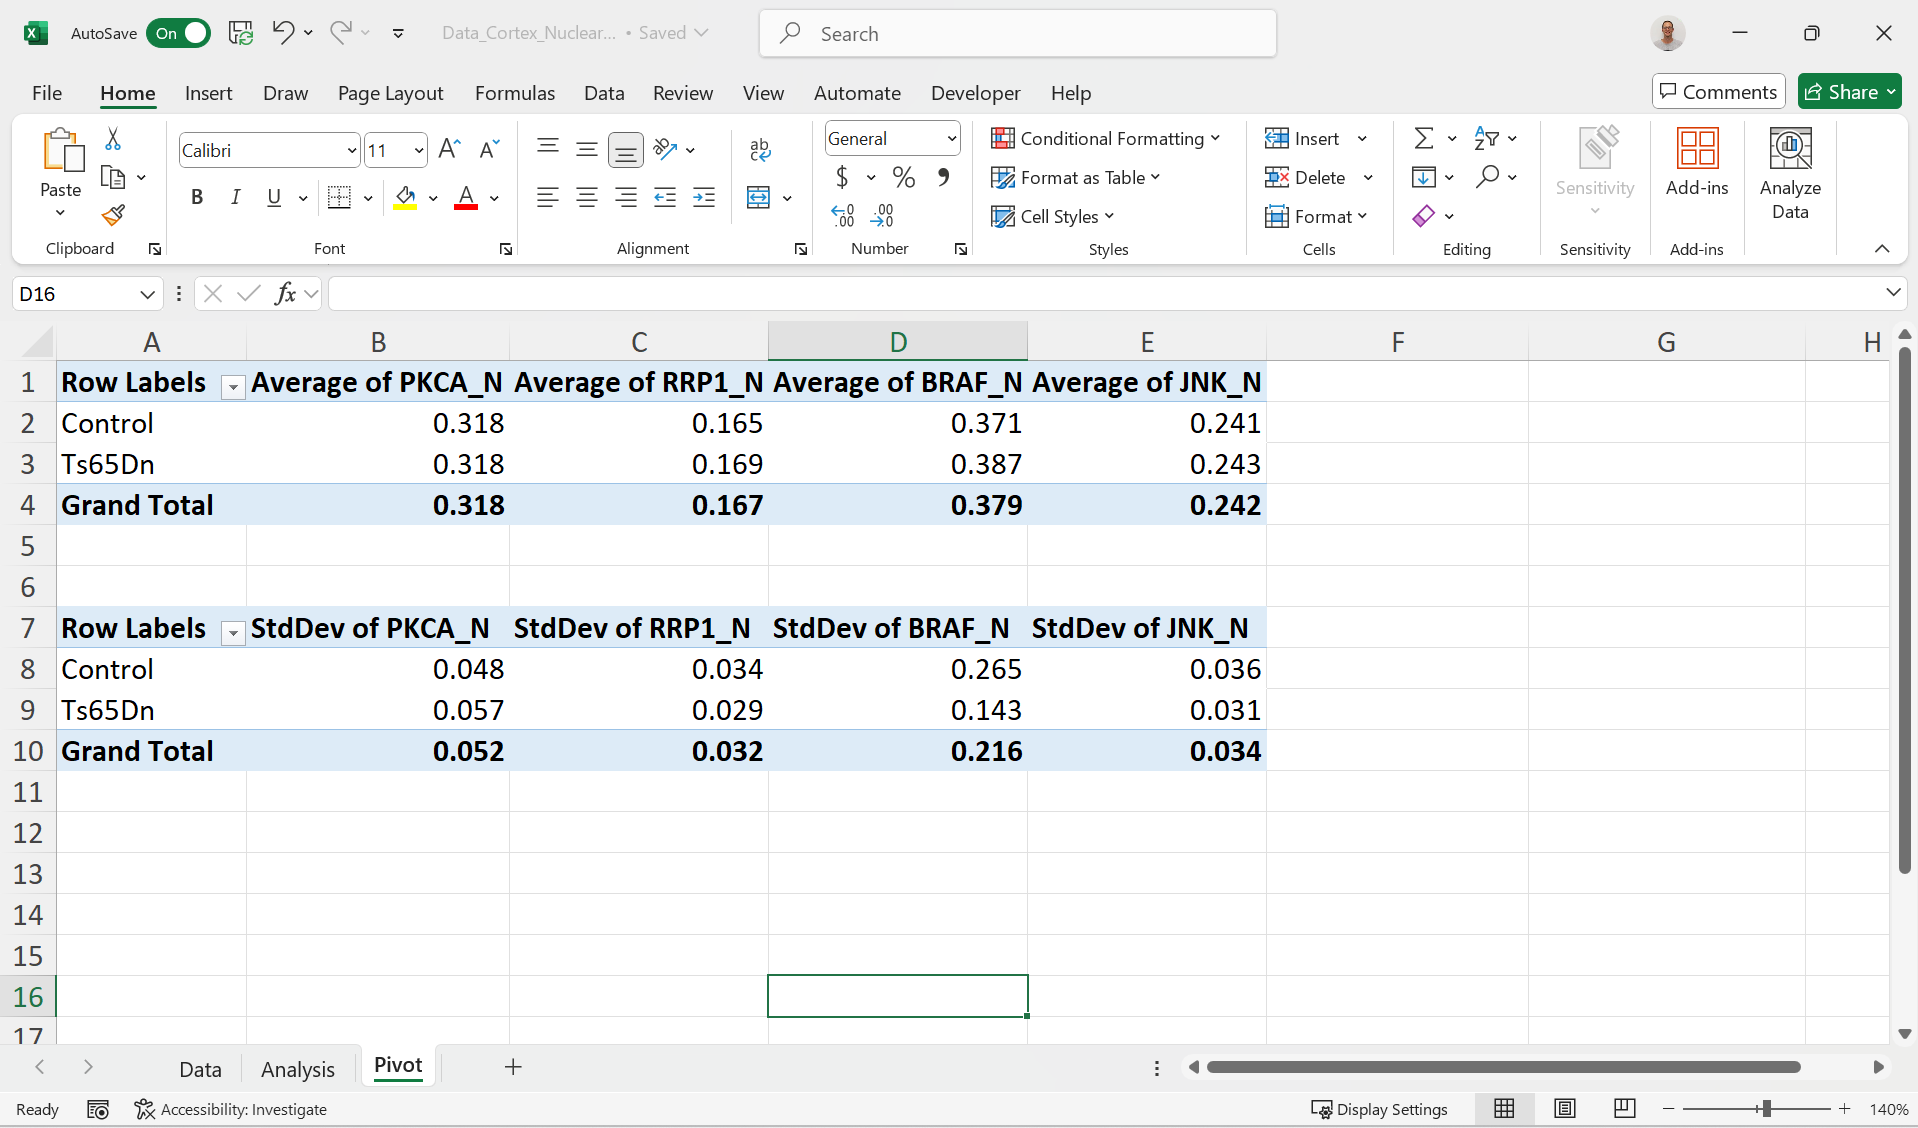 AutoSave On Data_Cortex_Nuclear... • Saved Search
File Home Insert Draw Page Layout Formulas Data Review View Automate Developer Help Comments Share
Paste
Clipboard
Calibri 11
B I U A
Font
ab
c
Alignment
General
$ % ,
.00 .0
Number
Conditional Formatting
Format as Table
Cell Styles
Styles
Insert
Delete
Format
Cells
Editing
Sensitivity
Sensitivity
Add-ins
Add-ins
Analyze
Data
D16 fx
A B C D E F G H
1 Row Labels Average of PKCA_N Average of RRP1_N Average of BRAF_N Average of JNK_N
2 Control 0.318 0.165 0.371 0.241
3 Ts65Dn 0.318 0.169 0.387 0.243
4 Grand Total 0.318 0.167 0.379 0.242
5
6
7 Row Labels StdDev of PKCA_N StdDev of RRP1_N StdDev of BRAF_N StdDev of JNK_N
8 Control 0.048 0.034 0.265 0.036
9 Ts65Dn 0.057 0.029 0.143 0.031
10 Grand Total 0.052 0.032 0.216 0.034
11
12
13
14
15
16
17
Data Analysis Pivot
Ready Accessibility: Investigate Display Settings 140%